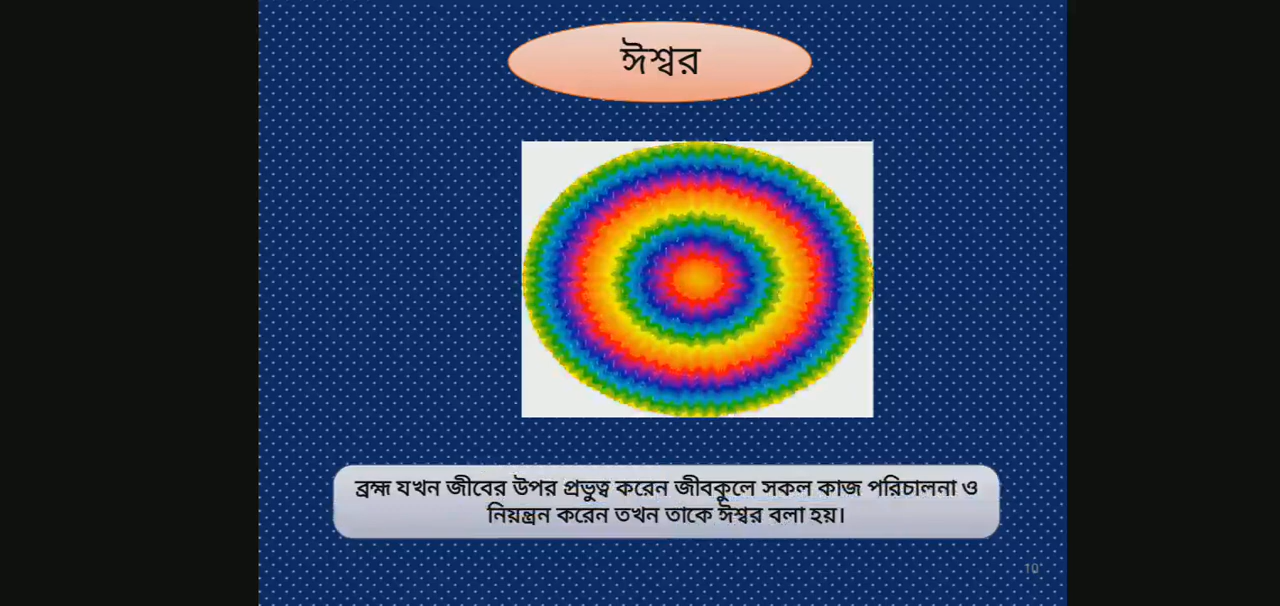 ঈশ্বর
ব্রহ্ম যখন জীবের উপর প্রভুত্ব করেন জীবকুলে সকল কাজ পরিচালনা ও
নিয়ন্ত্রন করেন তখন তাকে ঈশ্বর বলা হয়।
10